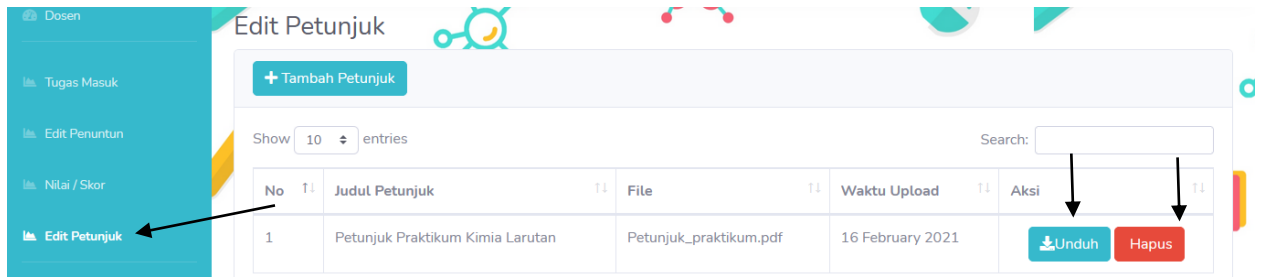 Dosen
Tugas Masuk
Edit Penuntun
Nilai / Skor
Edit Petunjuk
Edit Petunjuk
Tambah Petunjuk
Show 10 entries
Search:
No Judul Petunjuk File Waktu Upload Aksi
1 Petunjuk Praktikum Kimia Larutan Petunjuk_praktikum.pdf 16 February 2021 Unduh Hapus